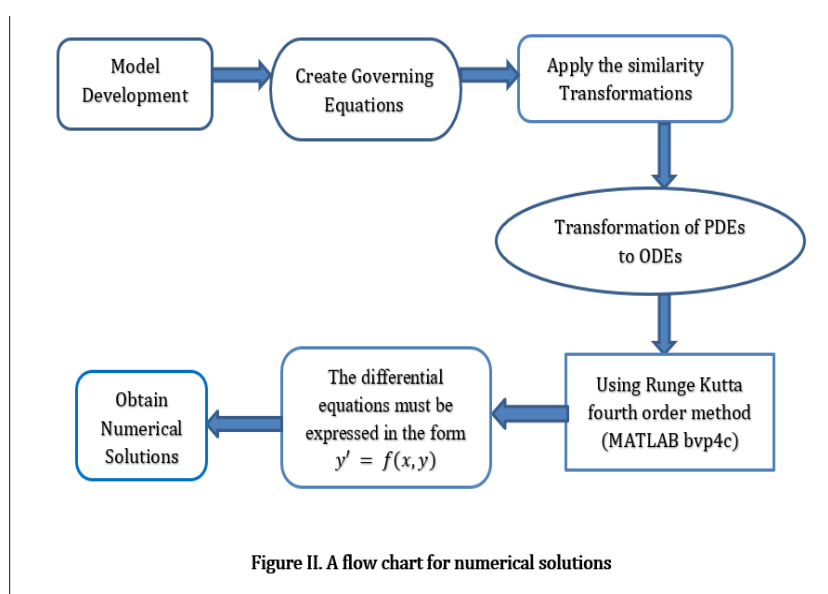 Model
Development
Create Governing
Equations
Apply the similarity
Transformations
Transformation of PDEs
to ODEs
Using Runge Kutta
fourth order method
(MATLAB bvp4c)
The differential
equations must be
expressed in the form
y′ = f(x, y)
Obtain
Numerical
Solutions
Figure II. A flow chart for numerical solutions